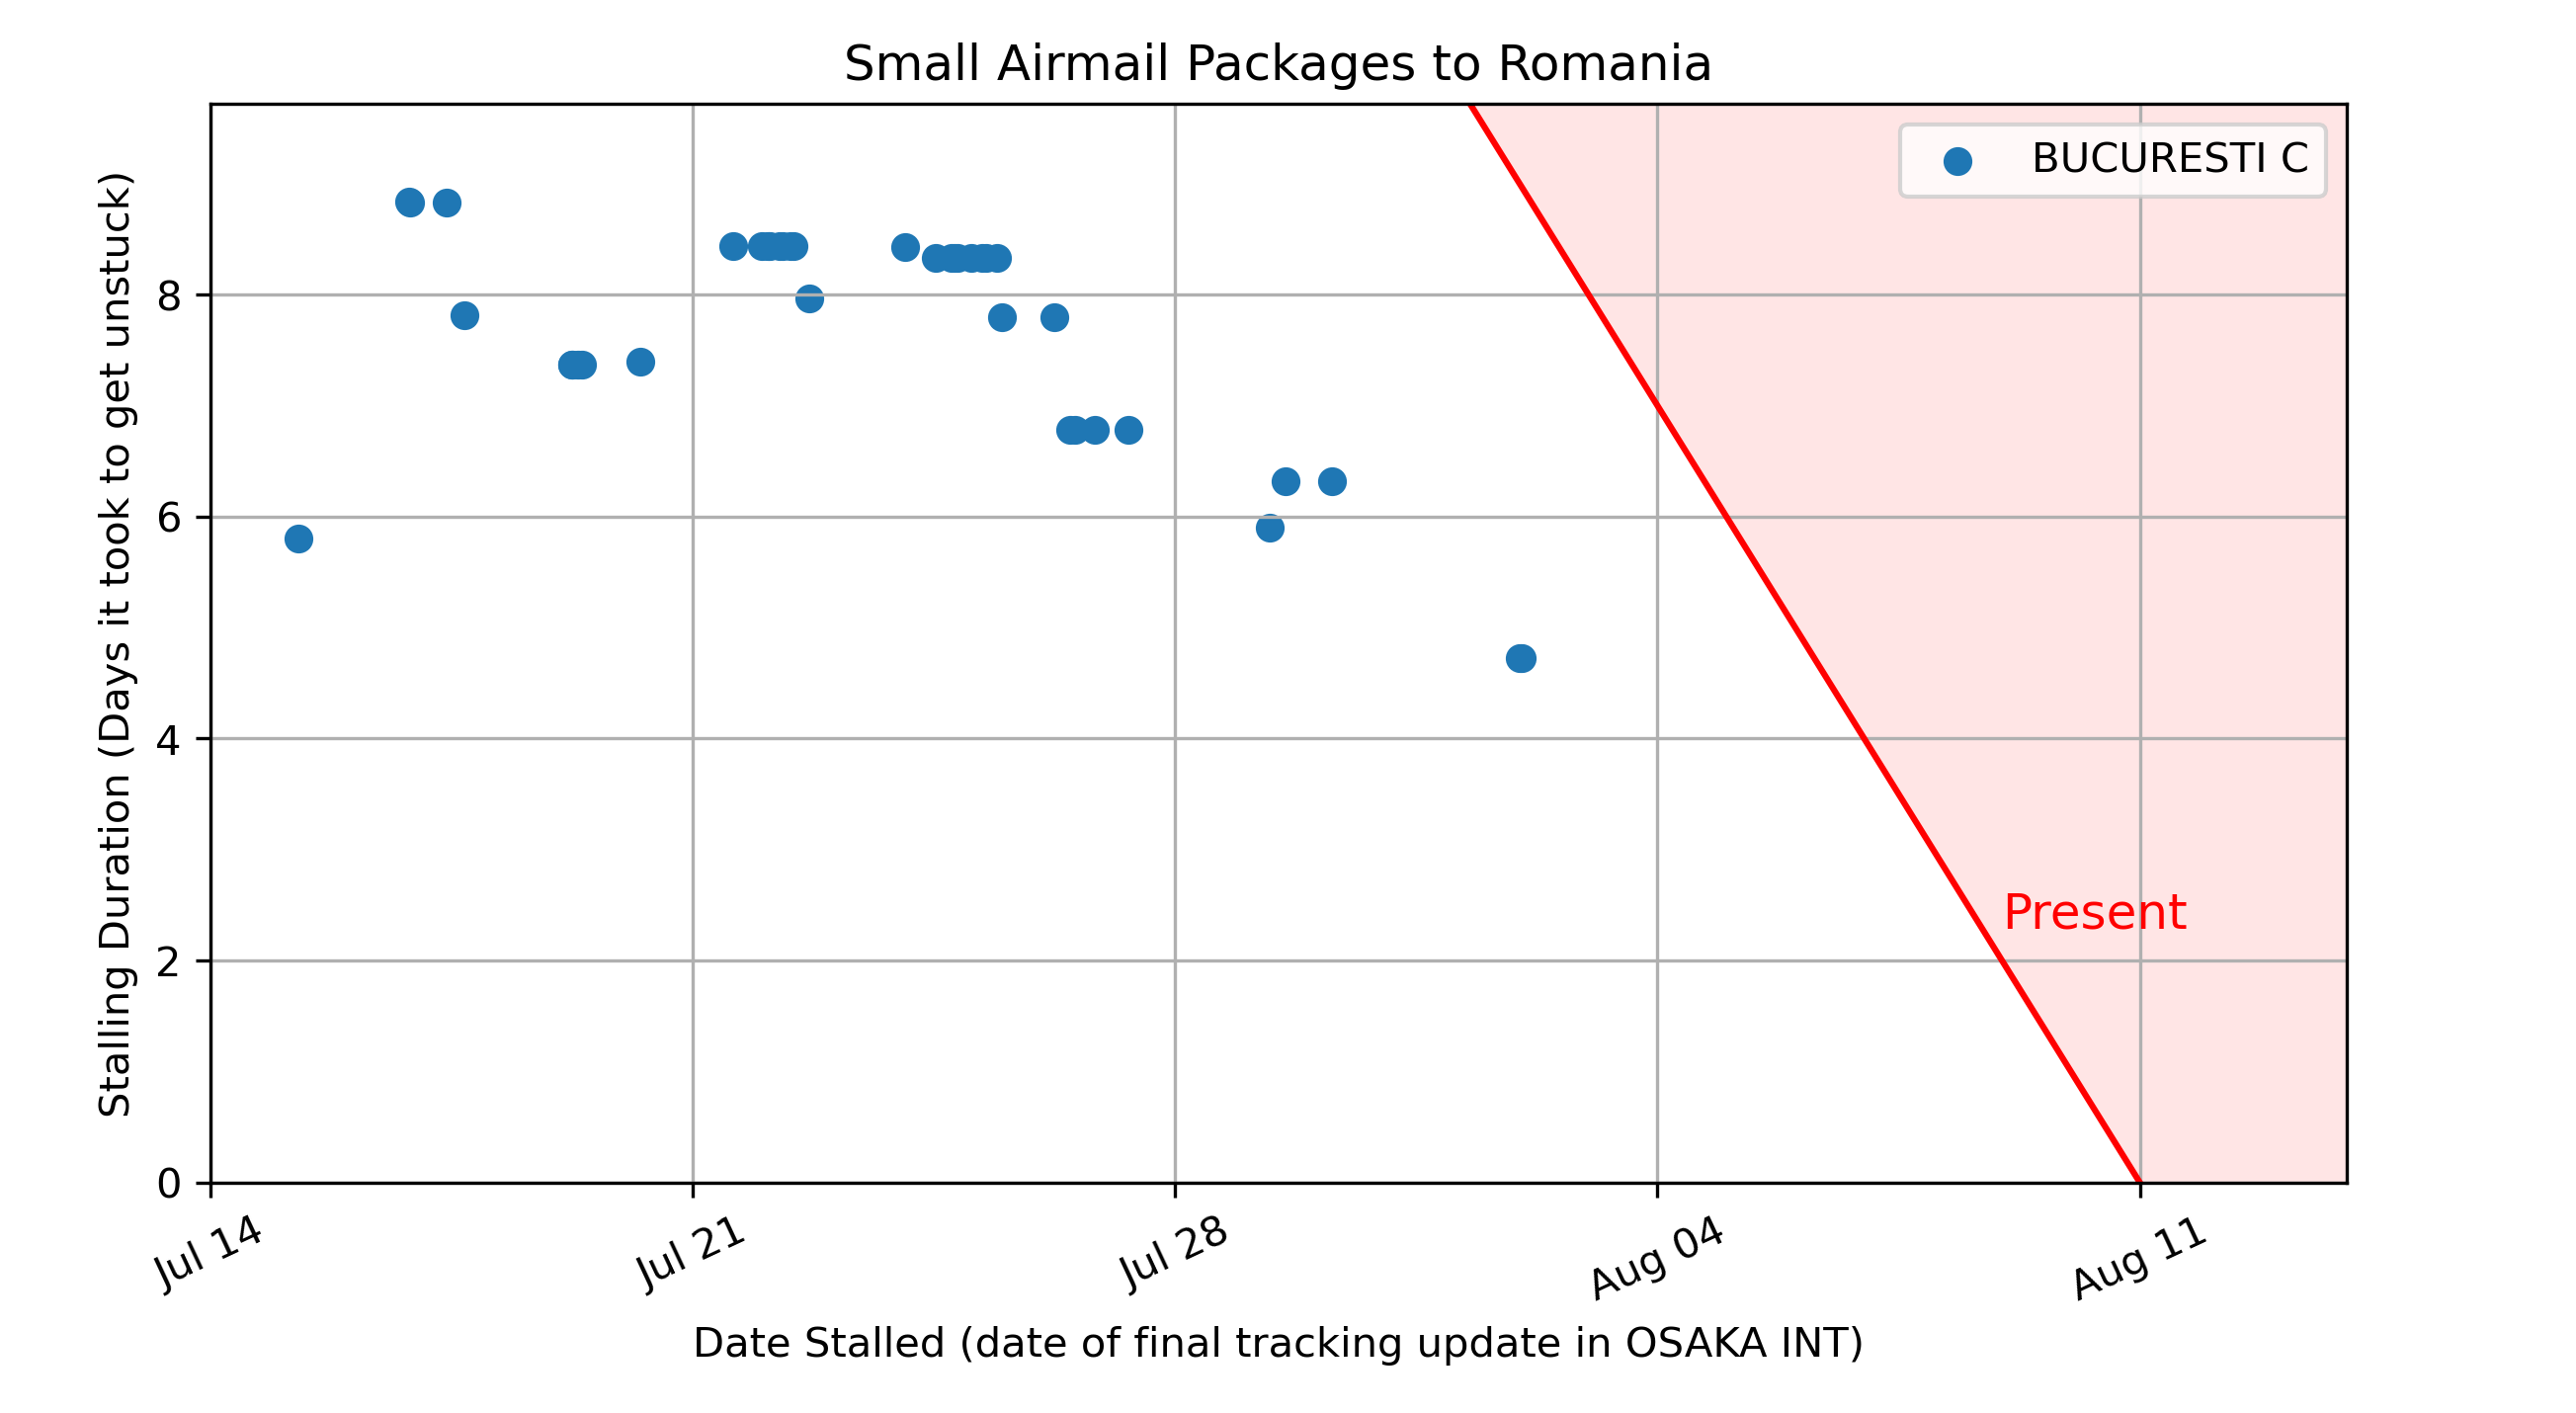 Small Airmail Packages to Romania
BUCURESTI C
Stalling Duration (Days it took to get unstuck)
8
6
4
2
0
Present
Jul 14
Jul 21
Jul 28
Aug 04
Aug 11
Date Stalled (date of final tracking update in OSAKA INT)